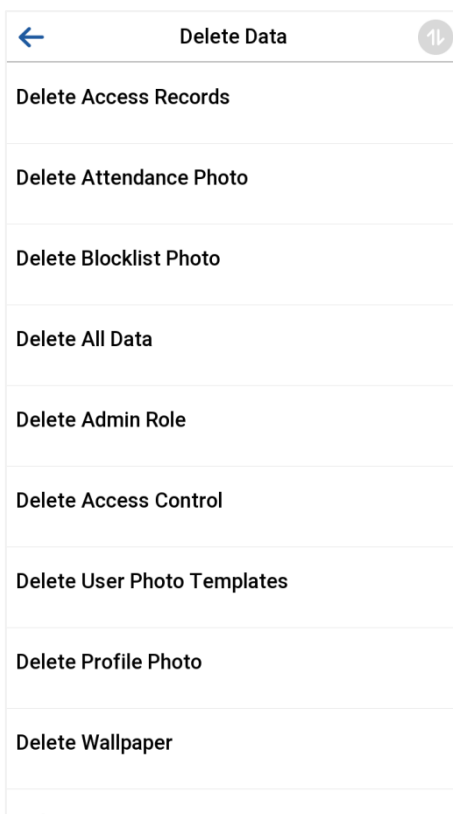 Delete Data
Delete Access Records
Delete Attendance Photo
Delete Blocklist Photo
Delete All Data
Delete Admin Role
Delete Access Control
Delete User Photo Templates
Delete Profile Photo
Delete Wallpaper